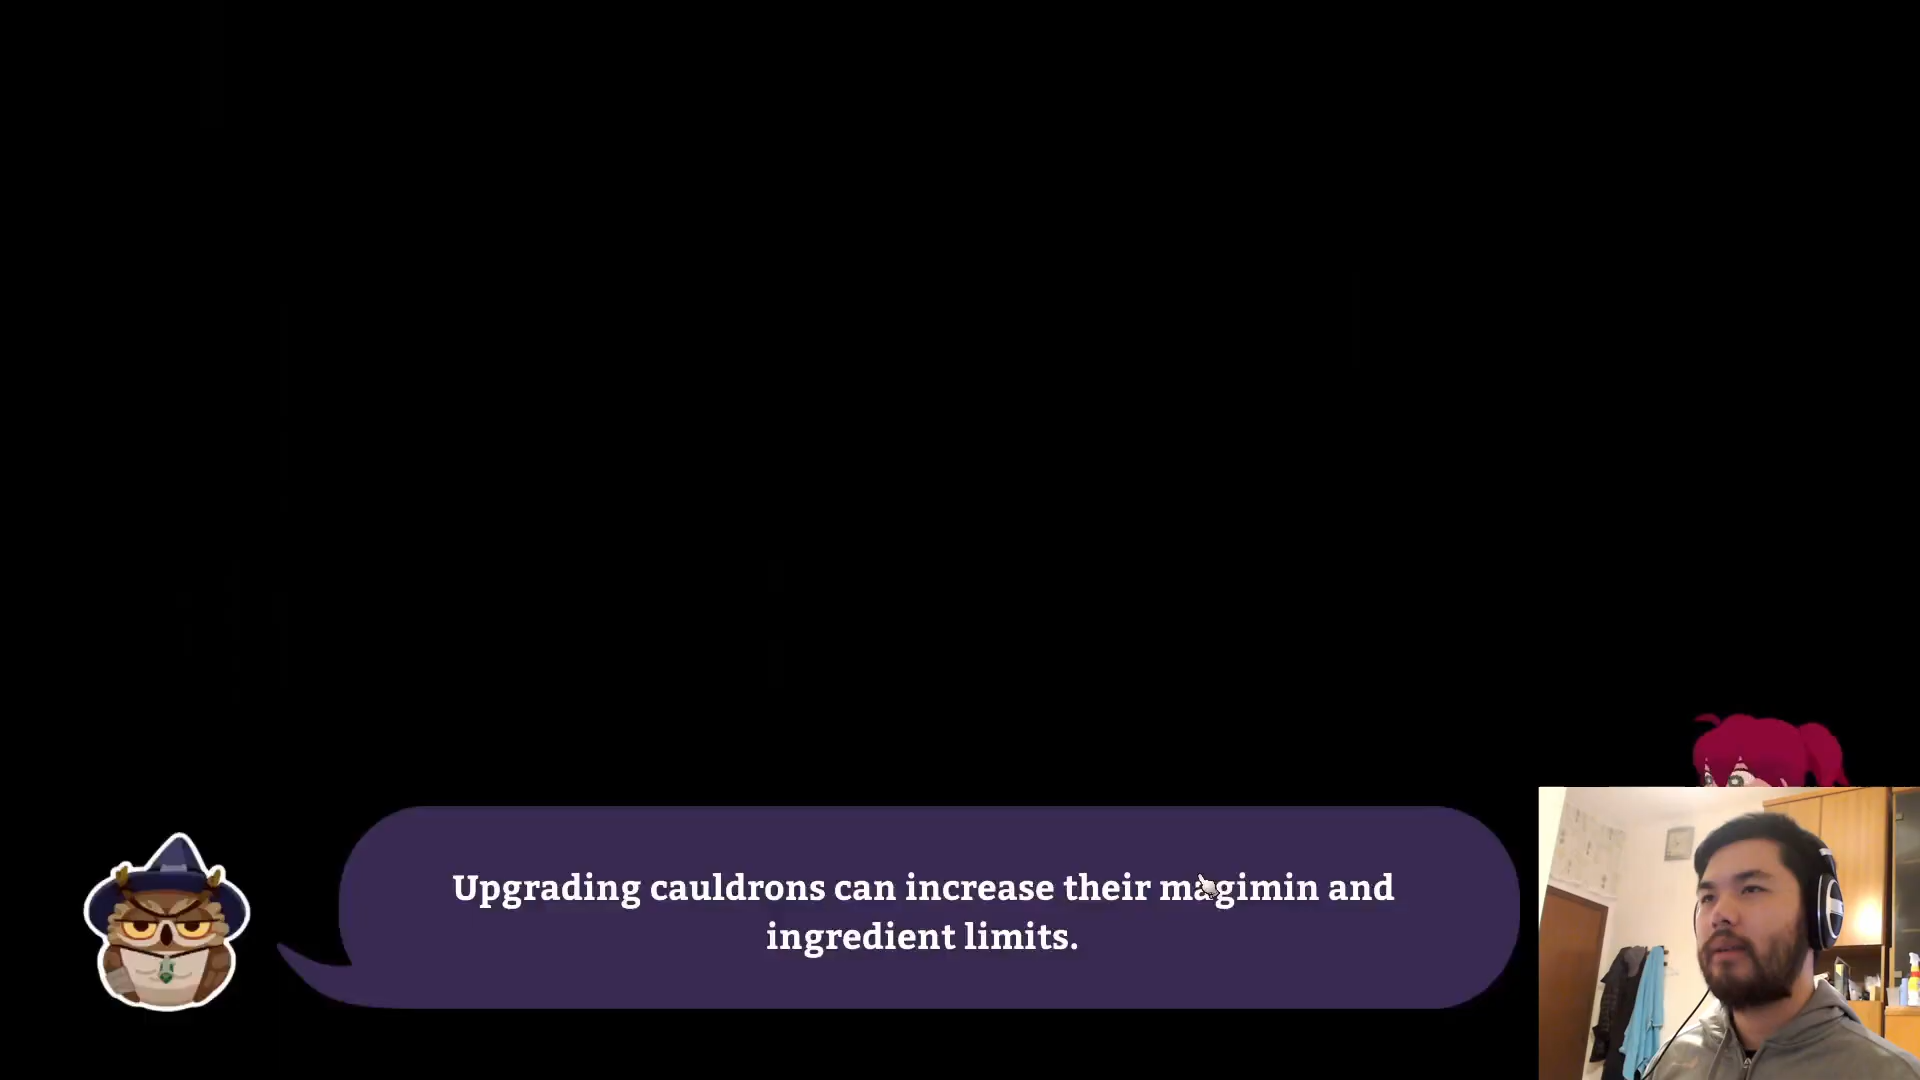 Upgrading cauldrons can increase their magimin and
ingredient limits.